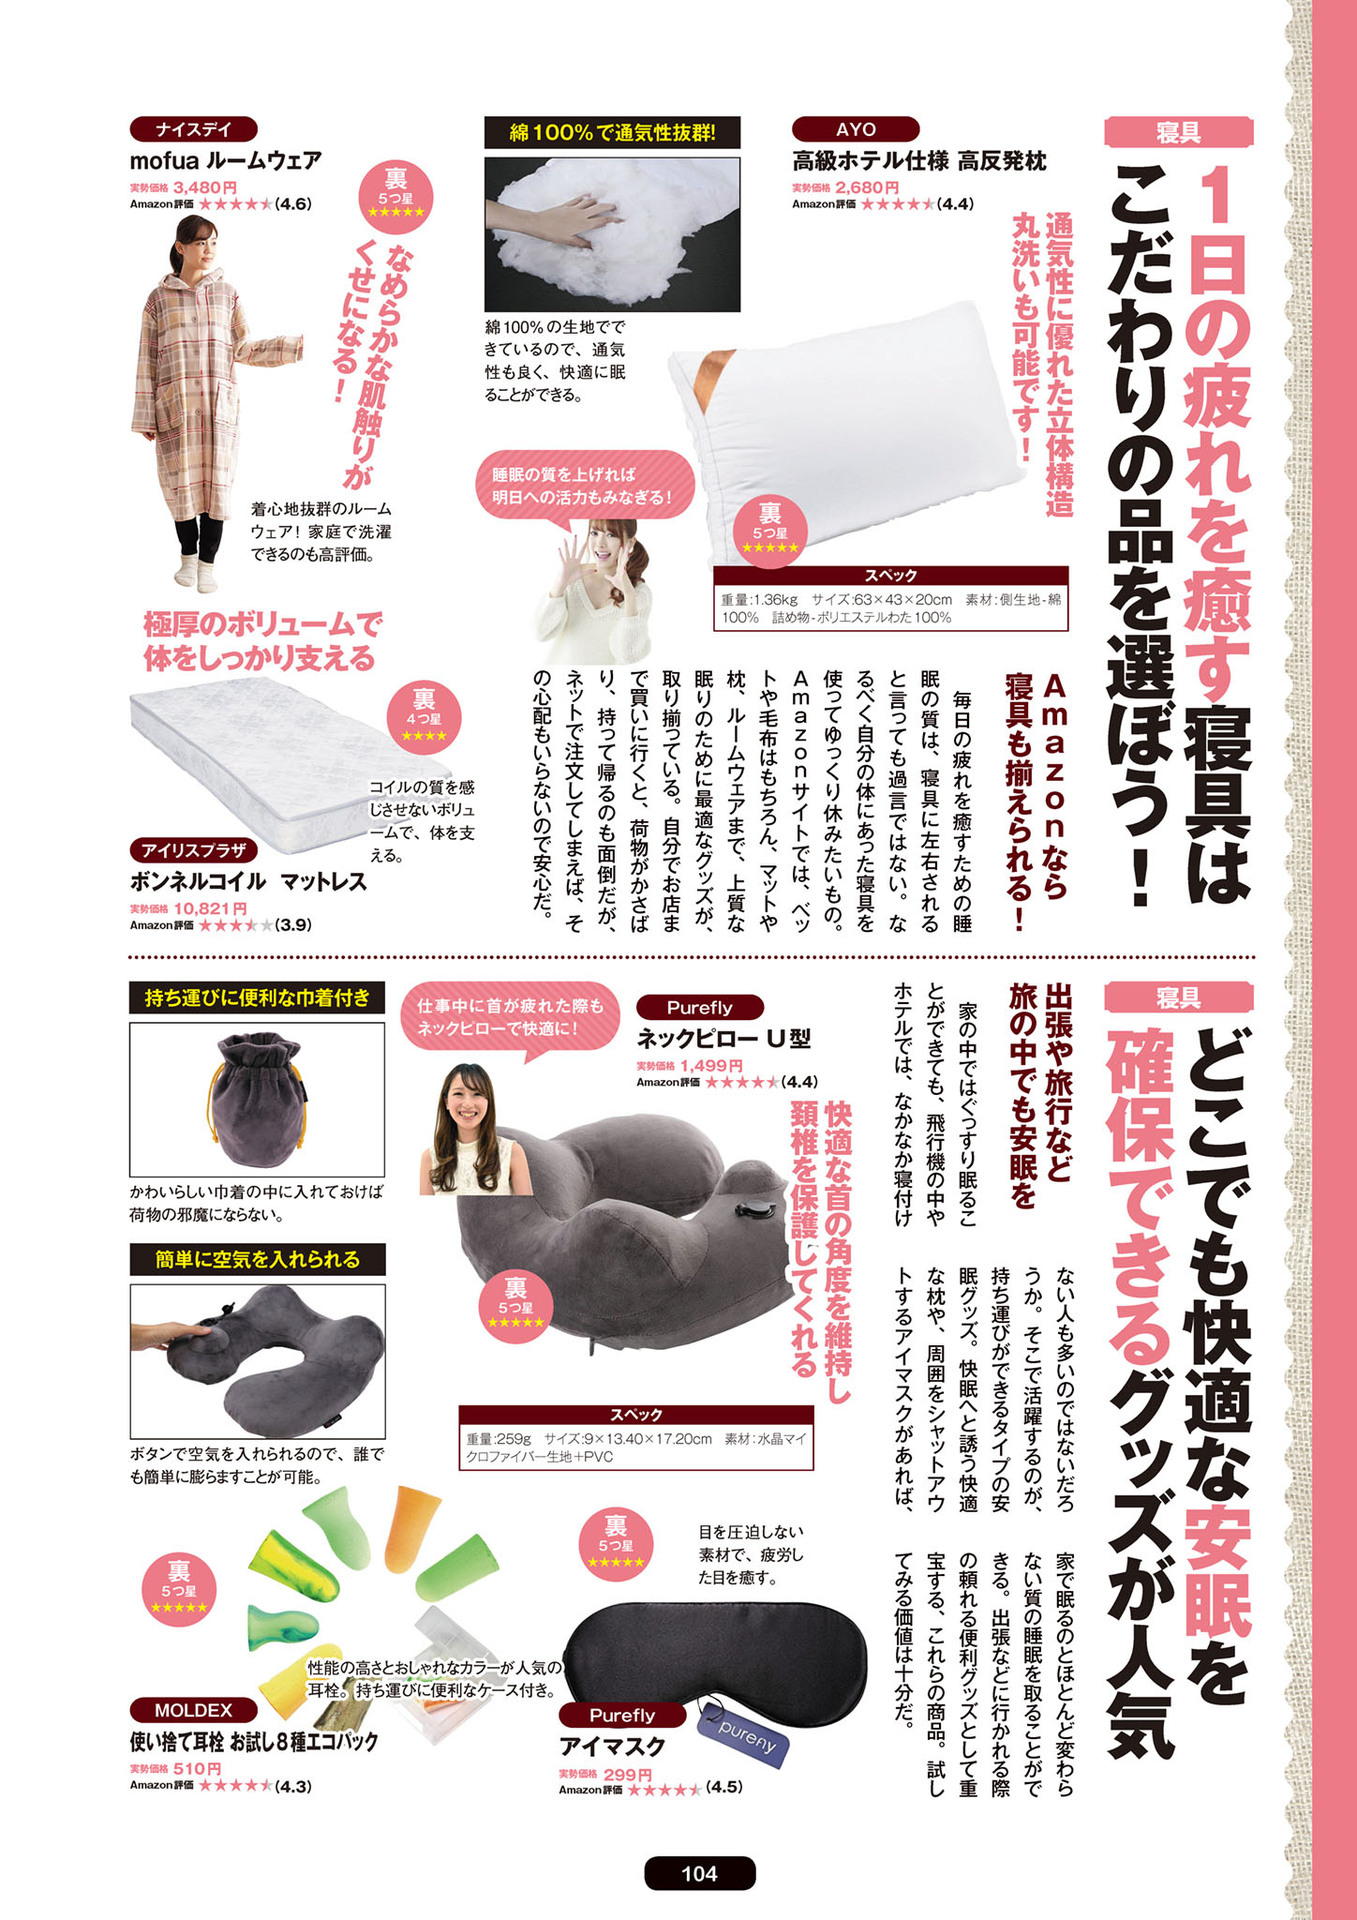 寝具
1日の疲れを癒す寝具は
こだわりの品を選ぼう！
AYO
高級ホテル仕様 高反発枕
実勢価格 2,680円
Amazon評価 ★★★★★(4.4)
通気性に優れた立体構造
丸洗いも可能です！
裏
5つ星
★★★★★
スペック
重量:1.36kg　サイズ:63×43×20cm　素材:側生地-綿
100%　詰め物-ポリエステルわた100%
綿100%で通気性抜群!
綿100%の生地でで
きているので、通気
性も良く、快適に眠
ることができる。
睡眠の質を上げれば
明日への活力もみなぎる!
ナイスデイ
mofua ルームウェア
実勢価格 3,480円
Amazon評価 ★★★★★(4.6)
裏
5つ星
★★★★★
なめらかな肌触りが
くせになる！
着心地抜群のルーム
ウェア! 家庭で洗濯
できるのも高評価。
極厚のボリュームで
体をしっかり支える
裏
4つ星
★★★★
コイルの質を感
じさせないボリュ
ームで、体を支
える。
アイリスプラザ
ボンネルコイル　マットレス
実勢価格 10,821円
Amazon評価 ★★★★★(3.9)
Amazonなら
寝具も揃えられる！
毎日の疲れを癒すための睡
眠の質は、寝具に左右される
と言っても過言ではない。な
るべく自分の体にあった寝具を
使ってゆっくり休みたいもの。
Amazonサイトでは、ベッ
トや毛布はもちろん、マットや
枕、ルームウェアまで、上質な
眠りのために最適なグッズが、
取り揃っている。自分でお店ま
で買いに行くと、荷物がかさば
り、持って帰るのも面倒だが、
ネットで注文してしまえば、そ
の心配もいらないので安心だ。
寝具
どこでも快適な安眠を
確保できるグッズが人気
出張や旅行など
旅の中でも安眠を
家の中ではぐっすり眠るこ
とができても、飛行機の中や
ホテルでは、なかなか寝付け
ない人も多いのではないだろ
うか。そこで活躍するのが、
持ち運びができるタイプの安
眠グッズ。快眠へと誘う快適
な枕や、周囲をシャットアウ
トするアイマスクがあれば、
家で眠るのとほとんど変わら
ない質の睡眠を取ることがで
きる。出張などに行かれる際
の頼れる便利グッズとして重
宝する、これらの商品。試し
てみる価値は十分だ。
Purefly
ネックピロー U型
実勢価格 1,499円
Amazon評価 ★★★★★(4.4)
快適な首の角度を維持し
頚椎を保護してくれる
仕事中に首が疲れた際も
ネックピローで快適に!
裏
5つ星
★★★★★
スペック
重量:259g　サイズ:9×13.40×17.20cm　素材:水晶マイ
クロファイバー生地+PVC
持ち運びに便利な巾着付き
かわいらしい巾着の中に入れておけば
荷物の邪魔にならない。
簡単に空気を入れられる
ボタンで空気を入れられるので、誰で
も簡単に膨らますことが可能。
裏
5つ星
★★★★★
性能の高さとおしゃれなカラーが人気の
耳栓。持ち運びに便利なケース付き。
MOLDEX
使い捨て耳栓 お試し8種エコパック
実勢価格 510円
Amazon評価 ★★★★★(4.3)
裏
5つ星
★★★★★
目を圧迫しない
素材で、疲労し
た目を癒す。
purefly
Purefly
アイマスク
実勢価格 299円
Amazon評価 ★★★★★(4.5)
104